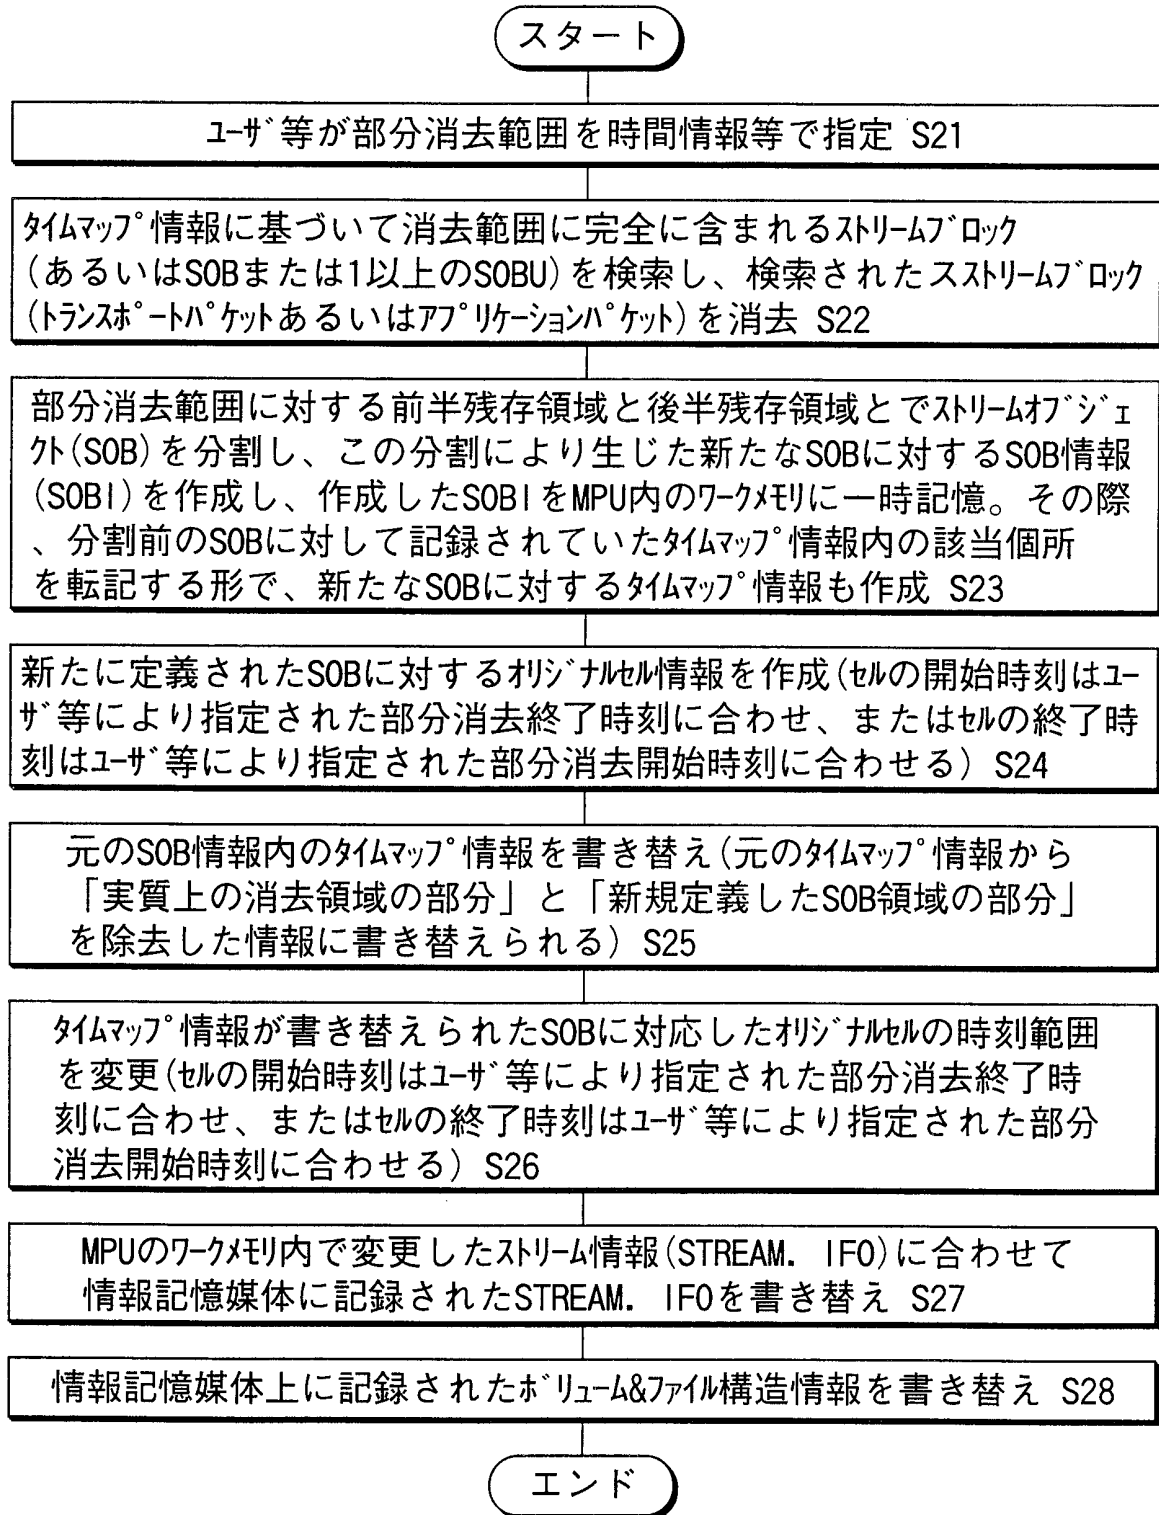 スタート
ユーザ等が部分消去範囲を時間情報等で指定 S21
タイムマップ情報に基づいて消去範囲に完全に含まれるストリームブロック
(あるいはSOBまたは1以上のSOBU)を検索し、検索されたスストリームブロック
(トランスポートパケットあるいはアプリケーションパケット)を消去 S22
部分消去範囲に対する前半残存領域と後半残存領域とでストリームオブジェ
クト(SOB)を分割し、この分割により生じた新たなSOBに対するSOB情報
(SOBI)を作成し、作成したSOBIをMPU内のワークメモリに一時記憶。その際
、分割前のSOBに対して記録されていたタイムマップ情報内の該当個所
を転記する形で、新たなSOBに対するタイムマップ情報も作成 S23
新たに定義されたSOBに対するオリジナルセル情報を作成(セルの開始時刻はユー
ザ等により指定された部分消去終了時刻に合わせ、またはセルの終了時
刻はユーザ等により指定された部分消去開始時刻に合わせる) S24
元のSOB情報内のタイムマップ情報を書き替え(元のタイムマップ情報から
「実質上の消去領域の部分」と「新規定義したSOB領域の部分」
を除去した情報に書き替えられる) S25
タイムマップ情報が書き替えられたSOBに対応したオリジナルセルの時刻範囲
を変更(セルの開始時刻はユーザ等により指定された部分消去終了時
刻に合わせ、またはセルの終了時刻はユーザ等により指定された部分
消去開始時刻に合わせる) S26
MPUのワークメモリ内で変更したストリーム情報(STREAM. IFO)に合わせて
情報記憶媒体に記録されたSTREAM. IFOを書き替え S27
情報記憶媒体上に記録されたボリューム&ファイル構造情報を書き替え S28
エンド